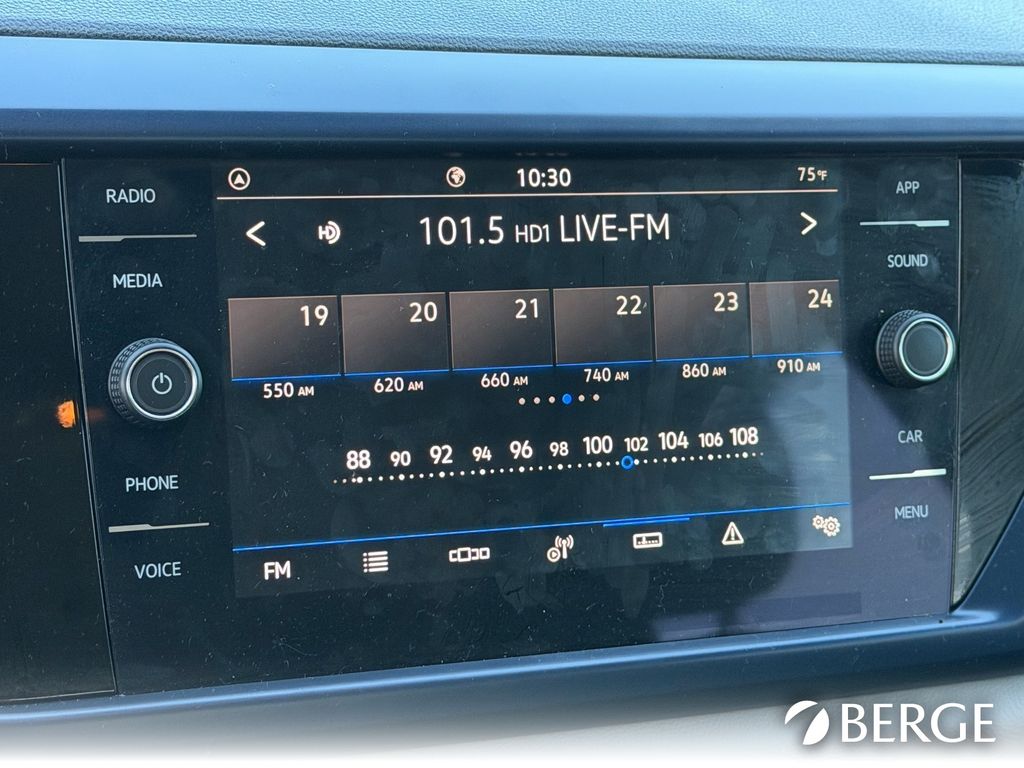 RADIO
MEDIA
PHONE
VOICE
10:30
75°F
HD
101.5 HD1 LIVE-FM
19 20 21 22 23 24
550 AM 620 AM 660 AM 740 AM 860 AM 910 AM
88 90 92 94 96 98 100 102 104 106 108
FM
APP
SOUND
CAR
MENU
BERGE